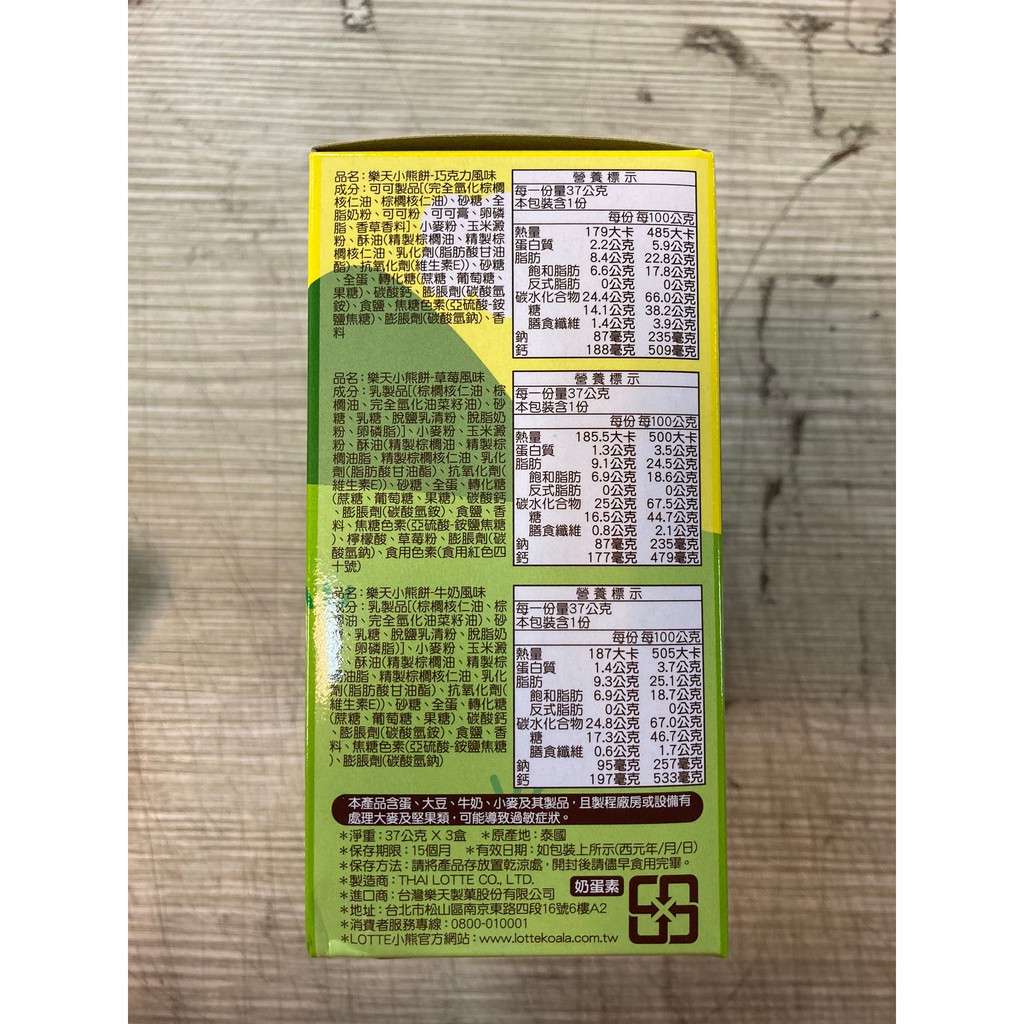 品名：樂天小熊餅-巧克力風味
成分：可可製品[(完全氫化棕櫚
核仁油、棕櫚核仁油)、砂糖、全
脂奶粉、可可粉、可可膏、卵磷
脂、香草香料]、小麥粉、玉米澱
粉、酥油(精製棕櫚油、精製棕
櫚核仁油、乳化劑(脂肪酸甘油
酯)、抗氧化劑(維生素E))、砂糖
、全蛋、轉化糖(蔗糖、葡萄糖、
果糖)、碳酸鈣、膨脹劑(碳酸氫
銨)、食鹽、焦糖色素(亞硫酸-銨
鹽焦糖)、膨脹劑(碳酸氫鈉)、香
料
營養標示
每一份量37公克
本包裝含1份
每份 每100公克
熱量 179大卡 485大卡
蛋白質 2.2公克 5.9公克
脂肪 8.4公克 22.8公克
飽和脂肪 6.6公克 17.8公克
反式脂肪 0公克 0公克
碳水化合物 24.4公克 66.0公克
糖 14.1公克 38.2公克
膳食纖維 1.4公克 3.9公克
鈉 87毫克 235毫克
鈣 188毫克 509毫克
品名：樂天小熊餅-草莓風味
成分：乳製品[(棕櫚核仁油、棕
櫚油、完全氫化油菜籽油)、砂
糖、乳糖、脫鹽乳清粉、脫脂奶
粉、卵磷脂)]、小麥粉、玉米澱
粉、酥油(精製棕櫚油、精製棕
櫚油脂、精製棕櫚核仁油、乳化
劑(脂肪酸甘油酯)、抗氧化劑(
維生素E))、砂糖、全蛋、轉化糖
(蔗糖、葡萄糖、果糖)、碳酸鈣
、膨脹劑(碳酸氫銨)、食鹽、香
料、焦糖色素(亞硫酸-銨鹽焦糖
)、檸檬酸、草莓粉、膨脹劑(碳
酸氫鈉)、食用色素(食用紅色四
十號)
營養標示
每一份量37公克
本包裝含1份
每份 每100公克
熱量 185.5大卡 500大卡
蛋白質 1.3公克 3.5公克
脂肪 9.1公克 24.5公克
飽和脂肪 6.9公克 18.6公克
反式脂肪 0公克 0公克
碳水化合物 25公克 67.5公克
糖 16.5公克 44.7公克
膳食纖維 0.8公克 2.1公克
鈉 87毫克 235毫克
鈣 177毫克 479毫克
品名：樂天小熊餅-牛奶風味
成分：乳製品[(棕櫚核仁油、棕
櫚油、完全氫化油菜籽油)、砂
、乳糖、脫鹽乳清粉、脫脂奶
、卵磷脂)]、小麥粉、玉米澱
、酥油(精製棕櫚油、精製棕
櫚油脂、精製棕櫚核仁油、乳化
劑(脂肪酸甘油酯)、抗氧化劑(
維生素E))、砂糖、全蛋、轉化糖
(蔗糖、葡萄糖、果糖)、碳酸鈣
、膨脹劑(碳酸氫銨)、食鹽、香
料、焦糖色素(亞硫酸-銨鹽焦糖
)、膨脹劑(碳酸氫鈉)
營養標示
每一份量37公克
本包裝含1份
每份 每100公克
熱量 187大卡 505大卡
蛋白質 1.4公克 3.7公克
脂肪 9.3公克 25.1公克
飽和脂肪 6.9公克 18.7公克
反式脂肪 0公克 0公克
碳水化合物 24.8公克 67.0公克
糖 17.3公克 46.7公克
膳食纖維 0.6公克 1.7公克
鈉 95毫克 257毫克
鈣 197毫克 533毫克
本產品含蛋、大豆、牛奶、小麥及其製品，且製程廠房或設備有
處理大麥及堅果類，可能導致過敏症狀。
＊淨重：37公克 X 3盒 ＊原產地：泰國
＊保存期限：15個月 ＊有效日期：如包裝上所示(西元年/月/日)
＊保存方法：請將產品存放置乾涼處，開封後請儘早食用完畢。
＊製造商：THAI LOTTE CO., LTD.
＊進口商：台灣樂天製菓股份有限公司
＊地址：台北市松山區南京東路四段16號6樓A2
＊消費者服務專線：0800-010001
＊LOTTE小熊官方網站：www.lottekoala.com.tw
奶蛋素